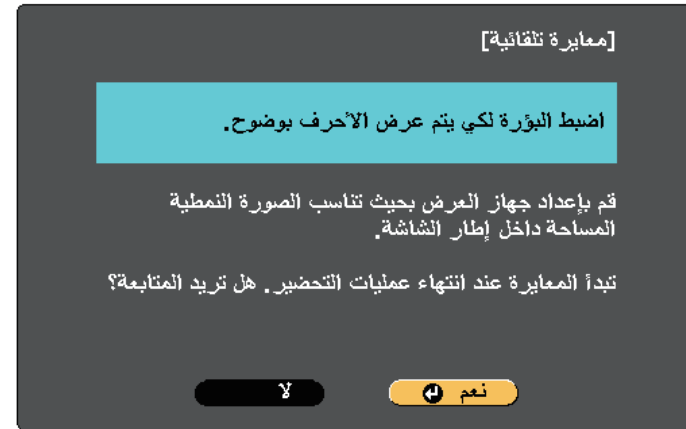 [معايرة تلقائية]
اضبط البؤرة لكي يتم عرض الأحرف بوضوح.
قم بإعداد جهاز العرض بحيث تتاسب الصورة النمطية
المساحة داخل إطار الشاشة.
تبدأ المعايرة عند انتهاء عمليات التحضير. هل تريد المتابعة؟
نعم
لا